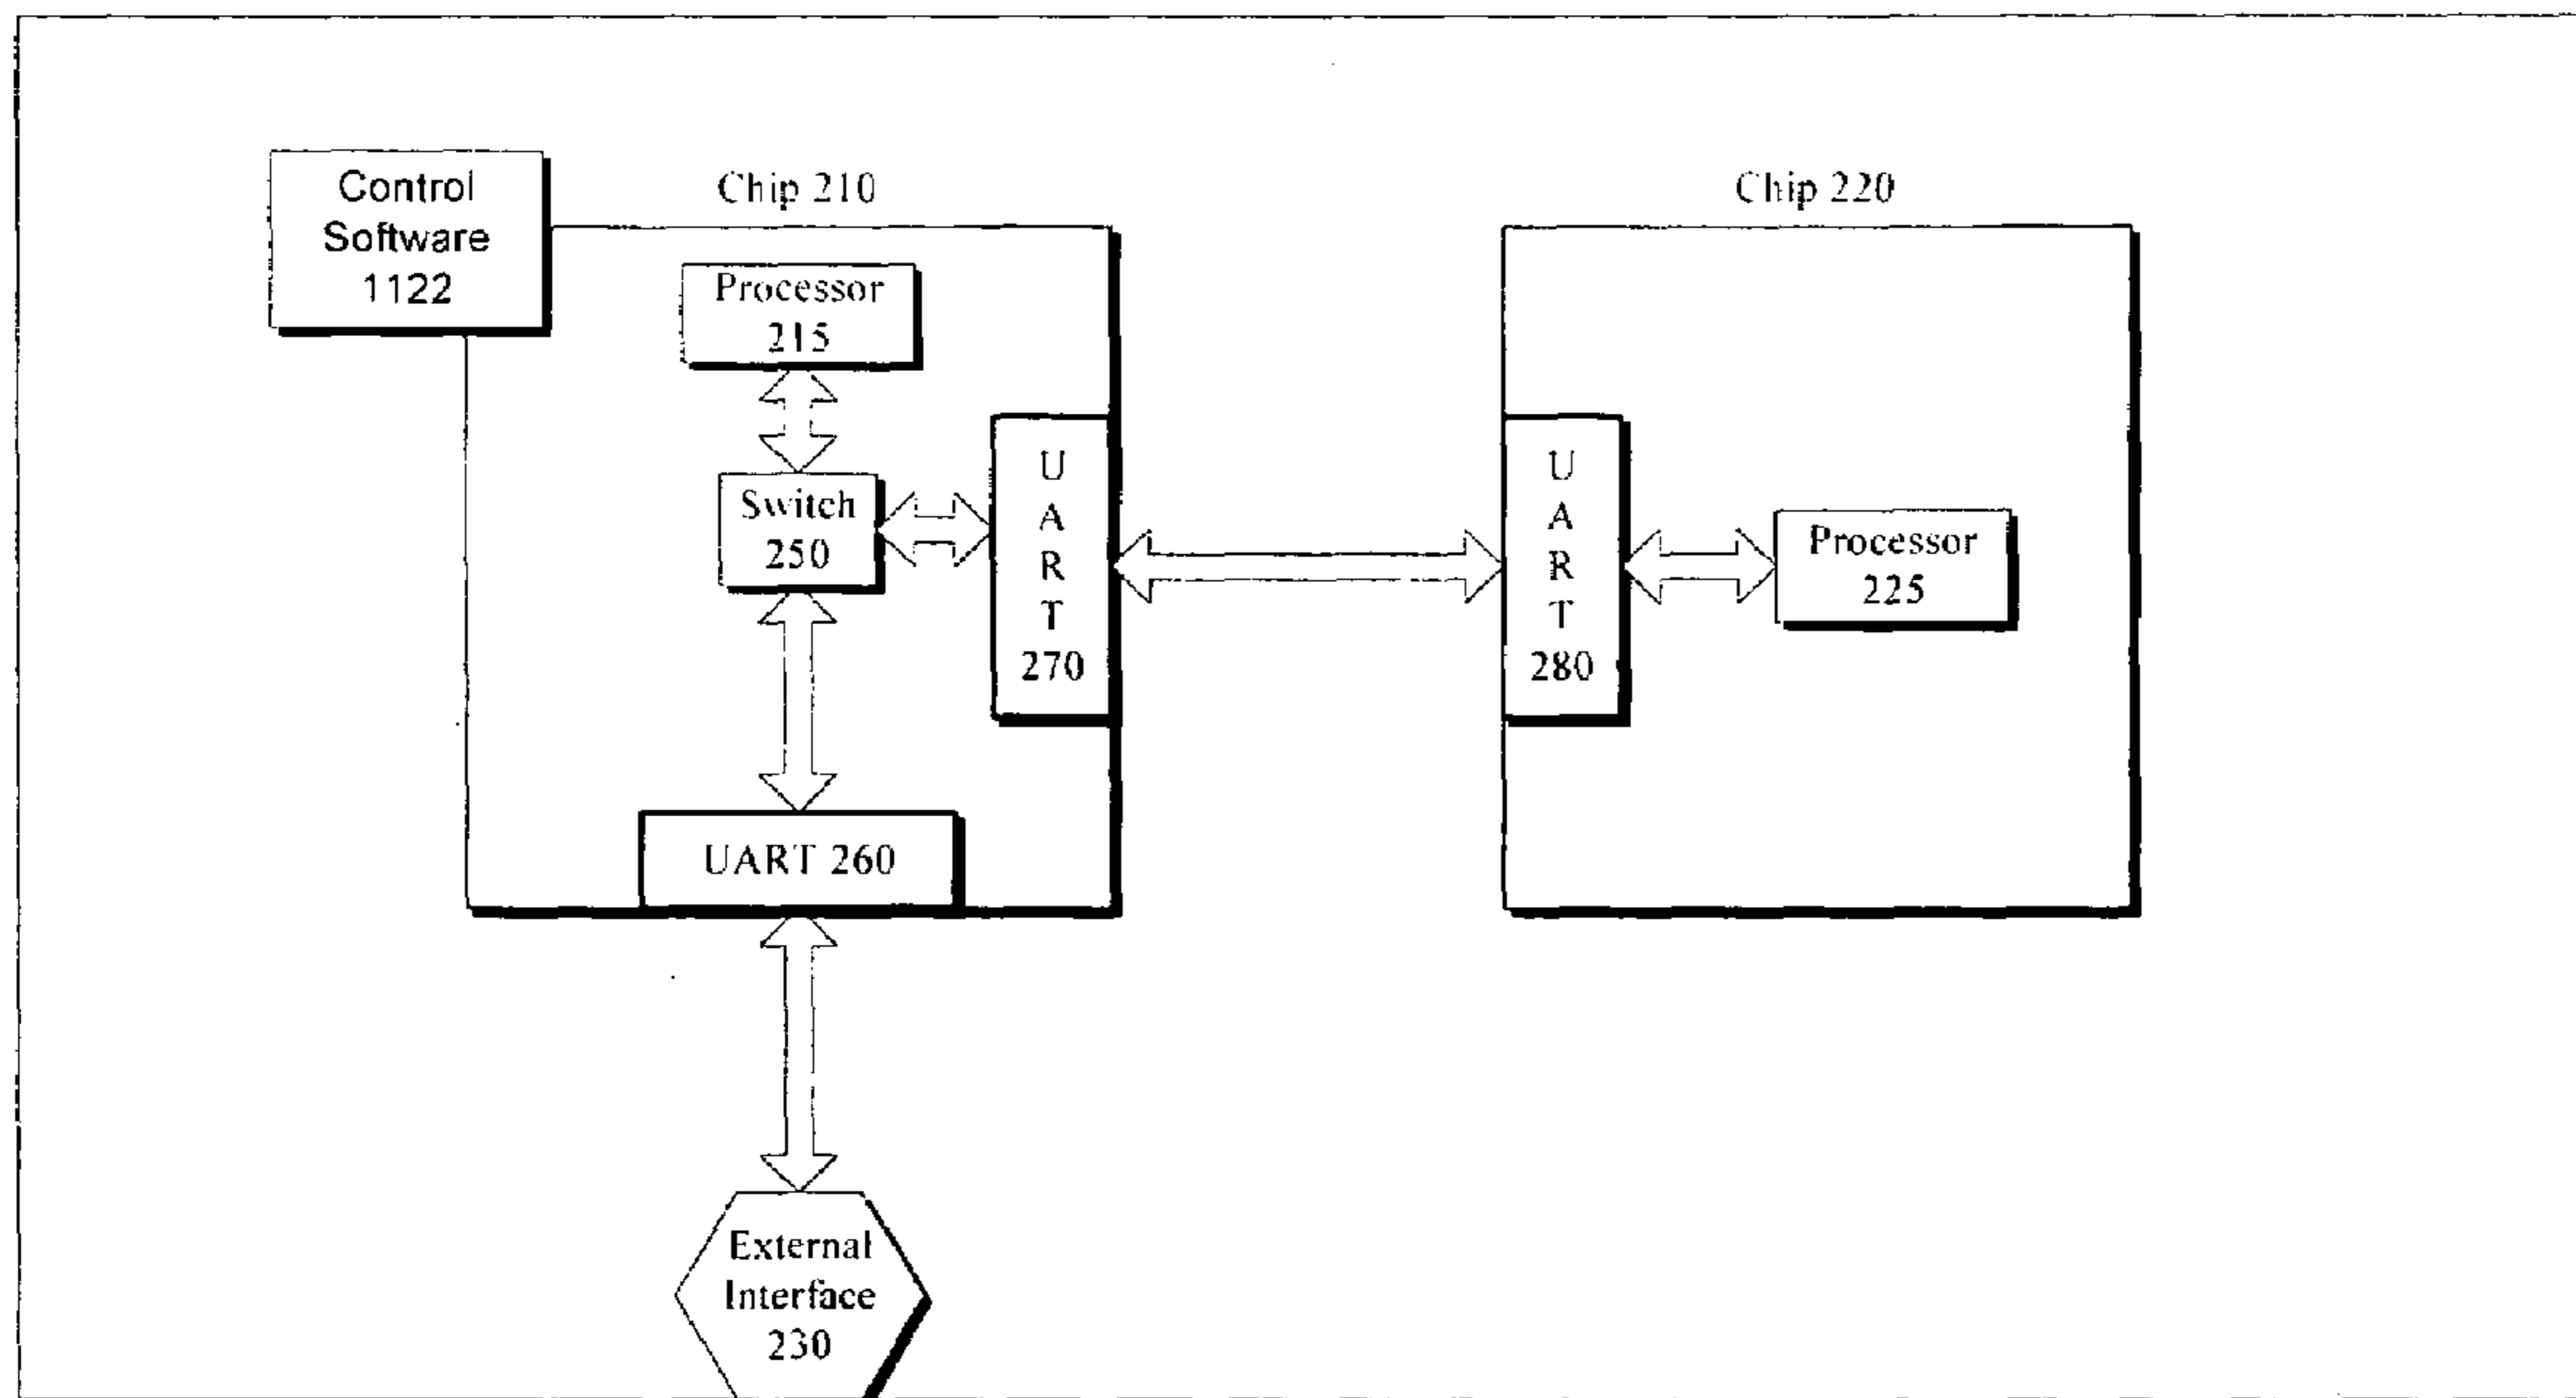 Control
Software
1122
Chip 210
Chip 220
Processor
215
Switch
250
U
A
R
T
270
U
A
R
T
280
Processor
225
UART 260
External
Interface
230